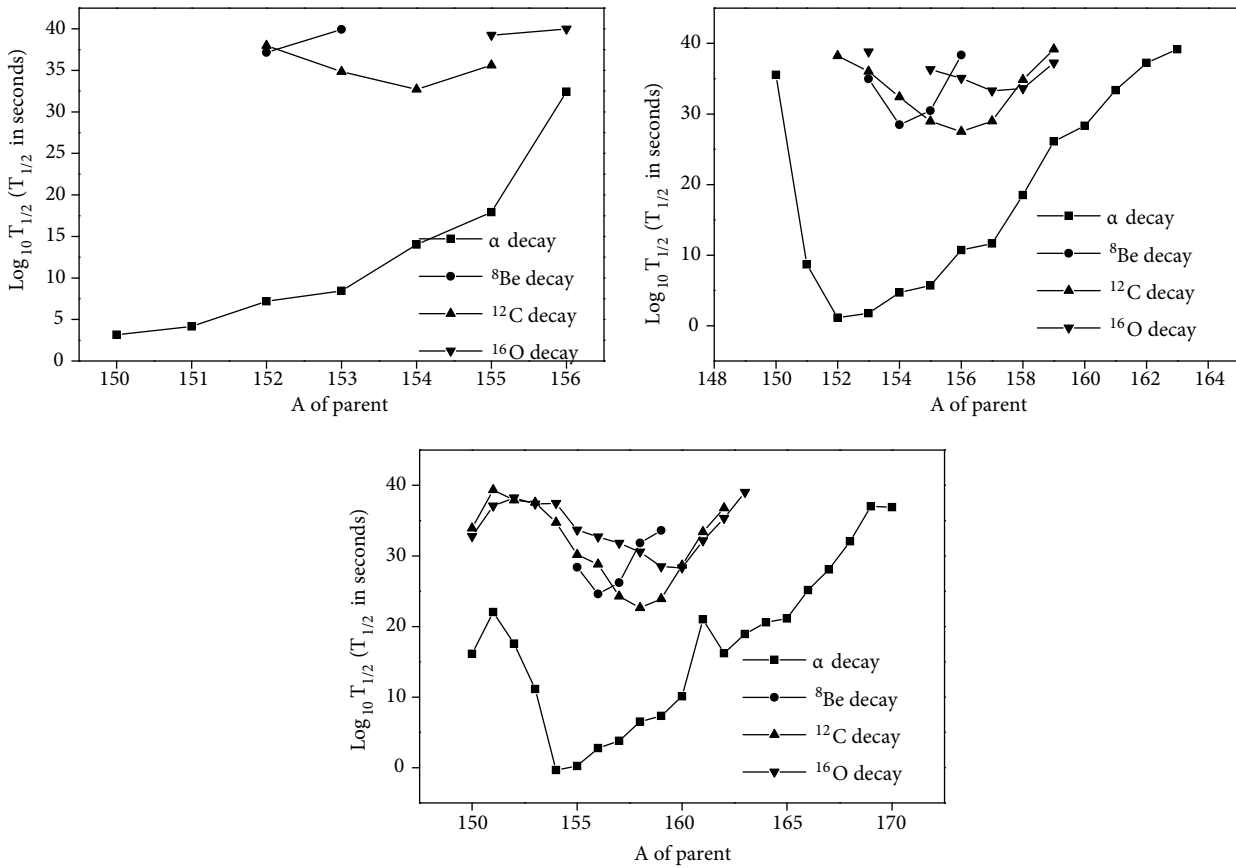 Log₁₀ T₁/₂ (T₁/₂ in seconds)
40
35
30
25
20
15
10
5
0
α decay
⁸Be decay
¹²C decay
¹⁶O decay
150 151 152 153 154 155 156
A of parent
Log₁₀ T₁/₂ (T₁/₂ in seconds)
40
30
20
10
0
α decay
⁸Be decay
¹²C decay
¹⁶O decay
148 150 152 154 156 158 160 162 164
A of parent
Log₁₀ T₁/₂ (T₁/₂ in seconds)
40
30
20
10
0
α decay
⁸Be decay
¹²C decay
¹⁶O decay
150 155 160 165 170
A of parent